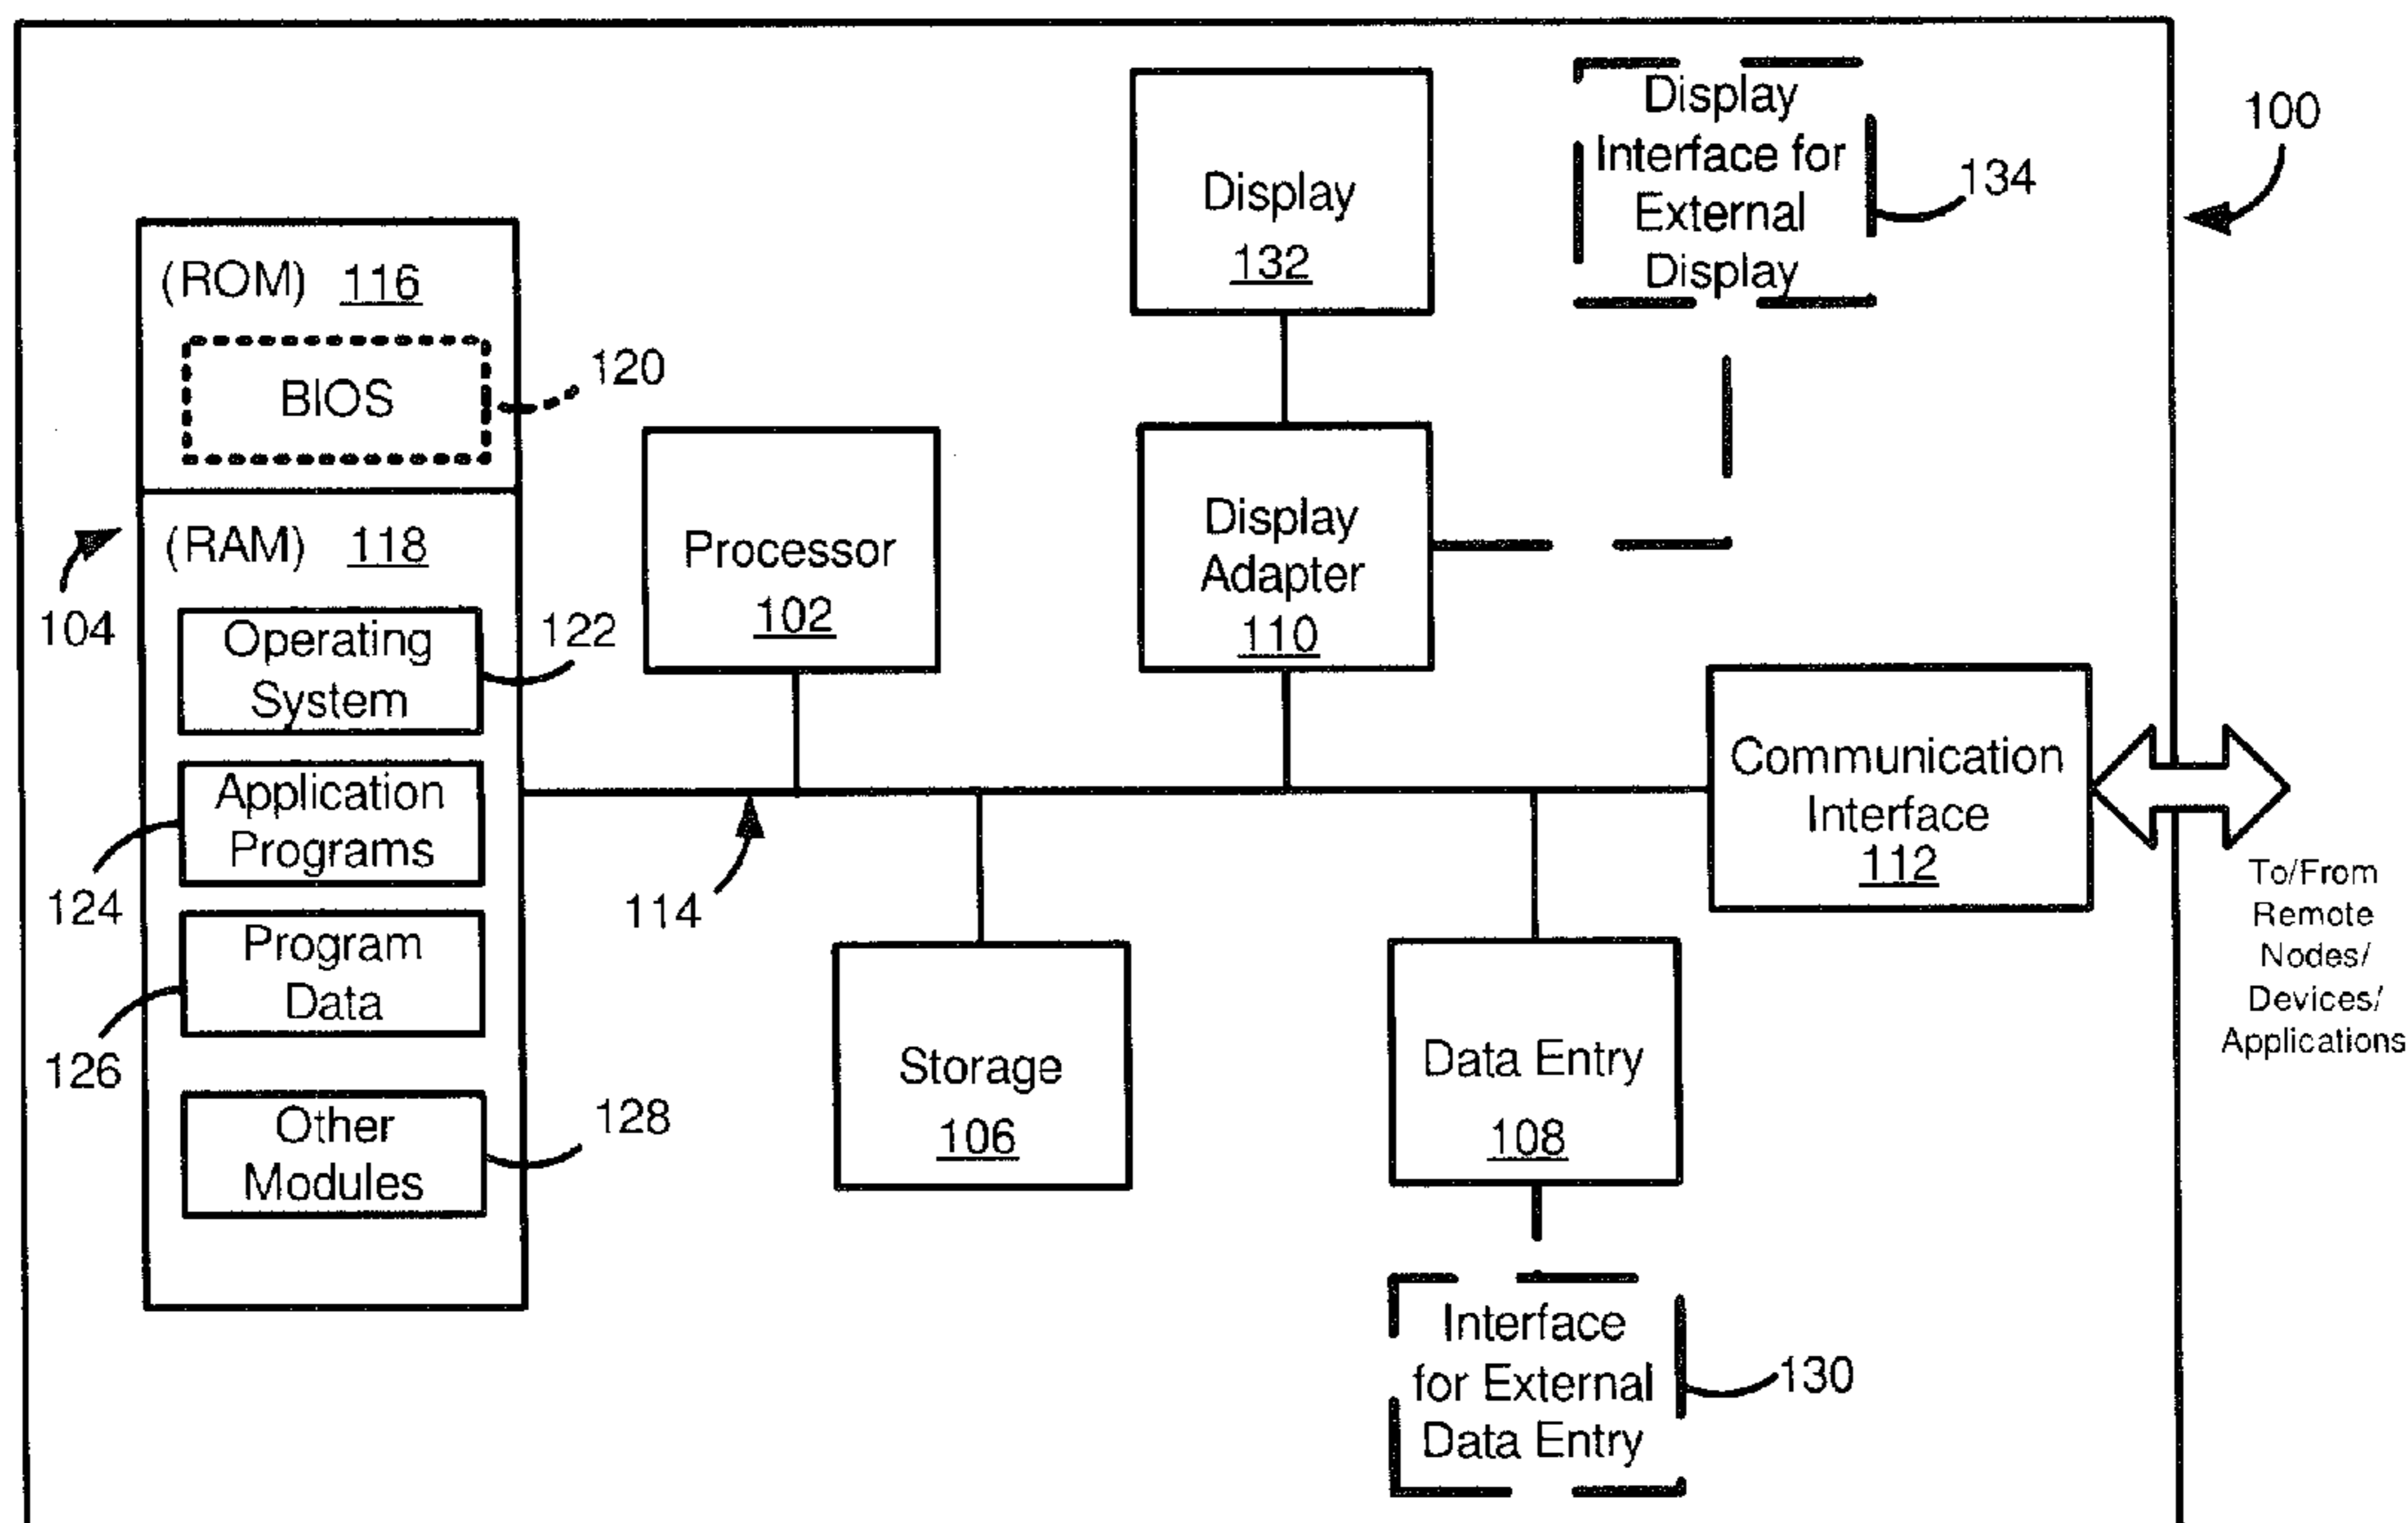 100
Display
Interface for
External
Display
134
Display
132
(ROM) 116
BIOS
120
104
(RAM) 118
Operating
System
122
Application
Programs
124
Program
Data
126
Other
Modules
128
Processor
102
Display
Adapter
110
114
Communication
Interface
112
To/From
Remote
Nodes/
Devices/
Applications
Storage
106
Data Entry
108
Interface
for External
Data Entry
130